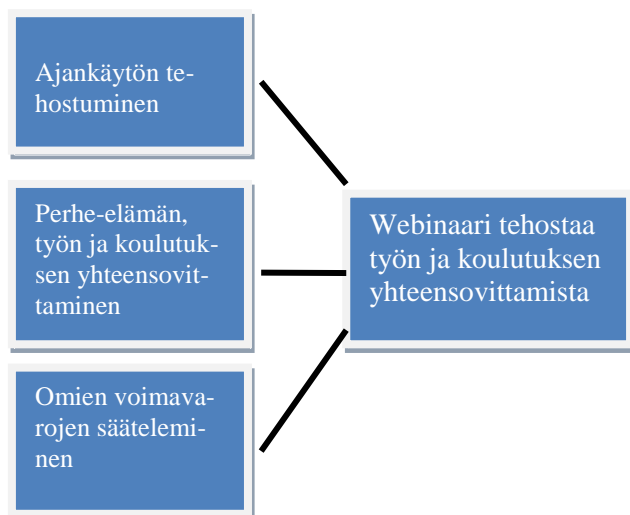 Ajankäytön te-
hostuminen
Perhe-elämän,
työn ja koulutuk-
sen yhteensovit-
taminen
Omien voimava-
rojen säätelemi-
nen
Webinaari tehostaa
työn ja koulutuksen
yhteensovittamista